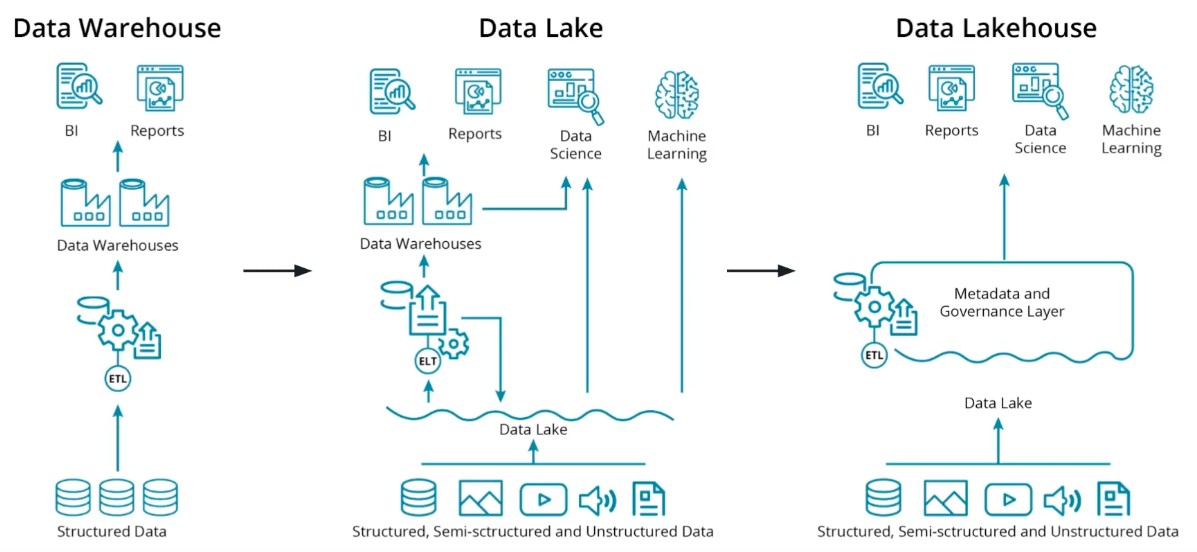 Data Warehouse
BI
Reports
Data Warehouses
ETL
Structured Data
Data Lake
BI
Reports
Data
Science
Machine
Learning
Data Warehouses
ELT
Data Lake
Structured, Semi-sctructured and Unstructured Data
Data Lakehouse
BI
Reports
Data
Science
Machine
Learning
Metadata and
Governance Layer
ETL
Data Lake
Structured, Semi-sctructured and Unstructured Data